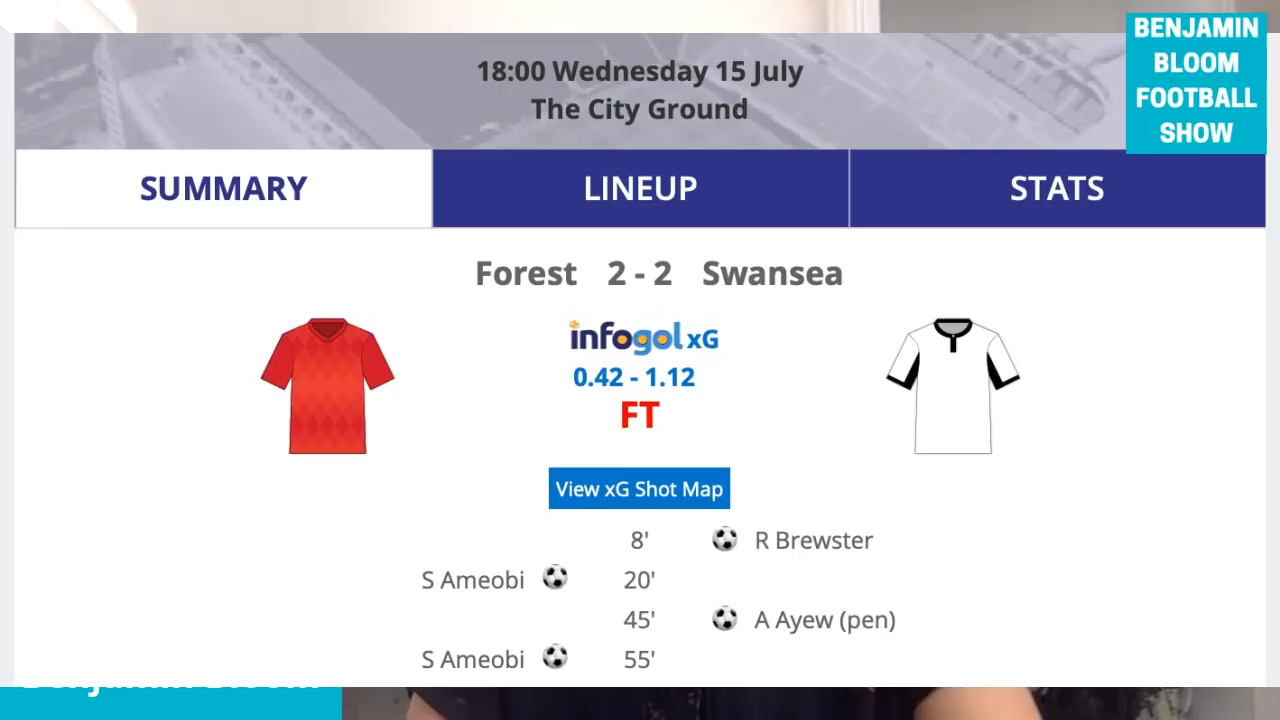 BENJAMIN
BLOOM
FOOTBALL
SHOW
18:00 Wednesday 15 July
The City Ground
SUMMARY LINEUP STATS
Forest 2 - 2 Swansea
infogol xG
0.42 - 1.12
FT
View xG Shot Map
8' R Brewster
S Ameobi 20'
45' A Ayew (pen)
S Ameobi 55'
Benjamin Bloom